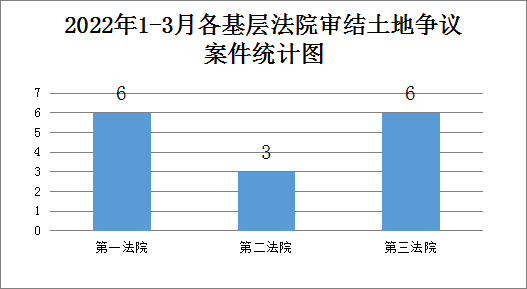 2022年1-3月各基层法院审结土地争议
案件统计图
7
6
5
4
3
2
1
0
6
3
6
第一法院
第二法院
第三法院